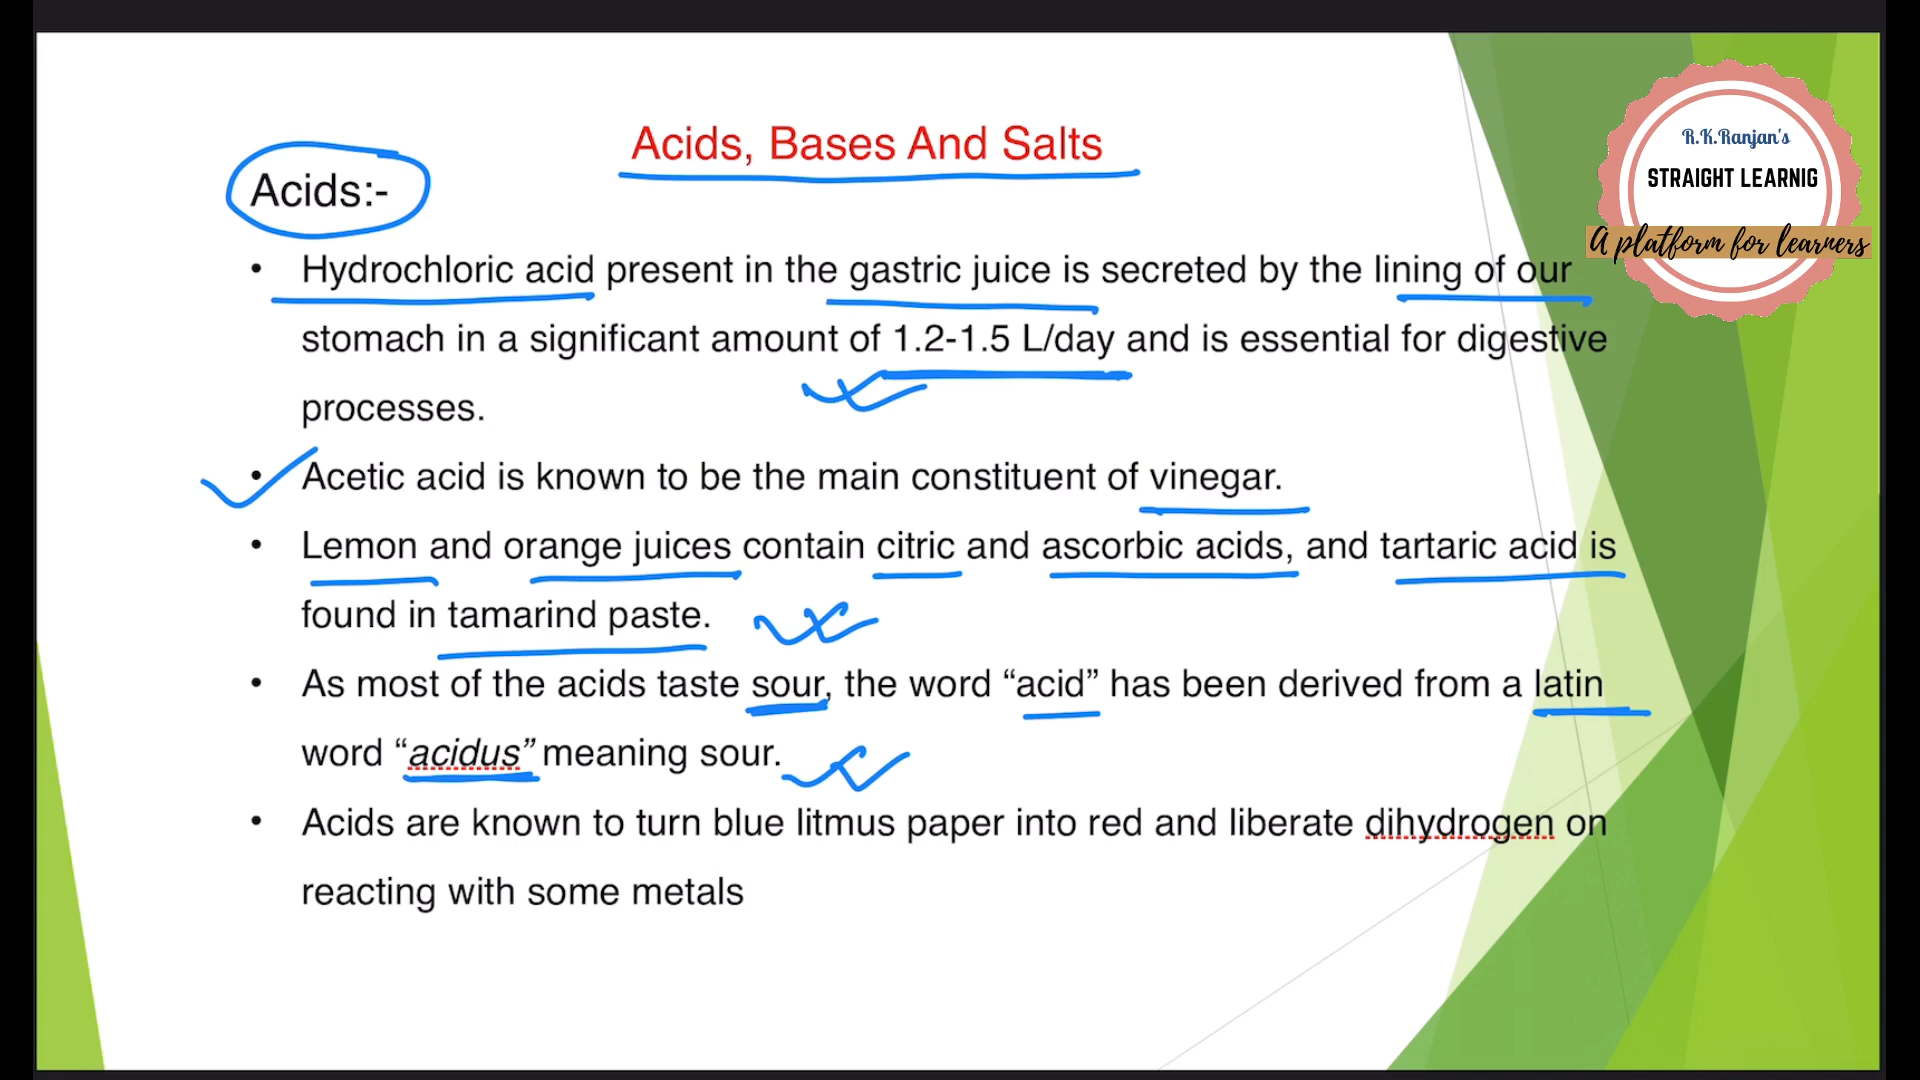 Acids, Bases And Salts
Acids:-
• Hydrochloric acid present in the gastric juice is secreted by the lining of our
stomach in a significant amount of 1.2-1.5 L/day and is essential for digestive
processes.
• Acetic acid is known to be the main constituent of vinegar.
• Lemon and orange juices contain citric and ascorbic acids, and tartaric acid is
found in tamarind paste.
• As most of the acids taste sour, the word “acid” has been derived from a latin
word “acidus” meaning sour.
• Acids are known to turn blue litmus paper into red and liberate dihydrogen on
reacting with some metals
R.K.Ranjan's
STRAIGHT LEARNIG
A platform for learners